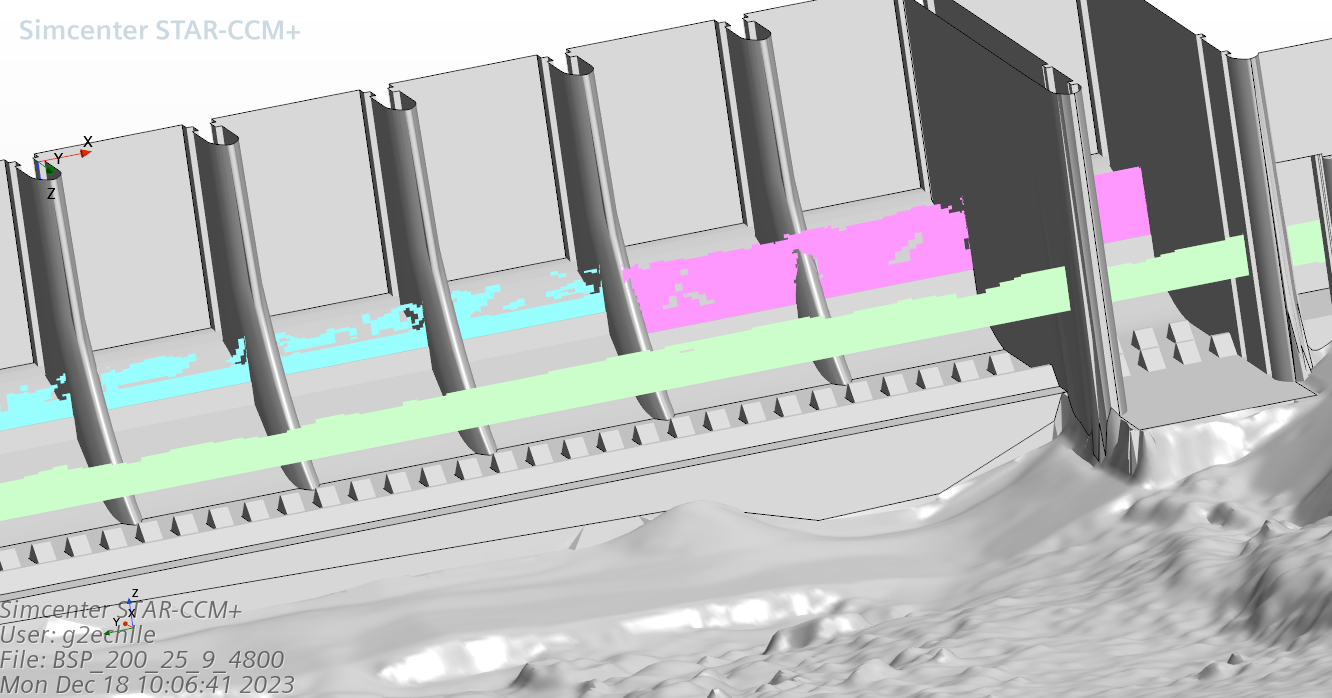 Simcenter STAR-CCM+
X
Y
Z
Z
X
Y
Simcenter STAR-CCM+
User: g2echile
File: BSP_200_25_9_4800
Mon Dec 18 10:06:41 2023